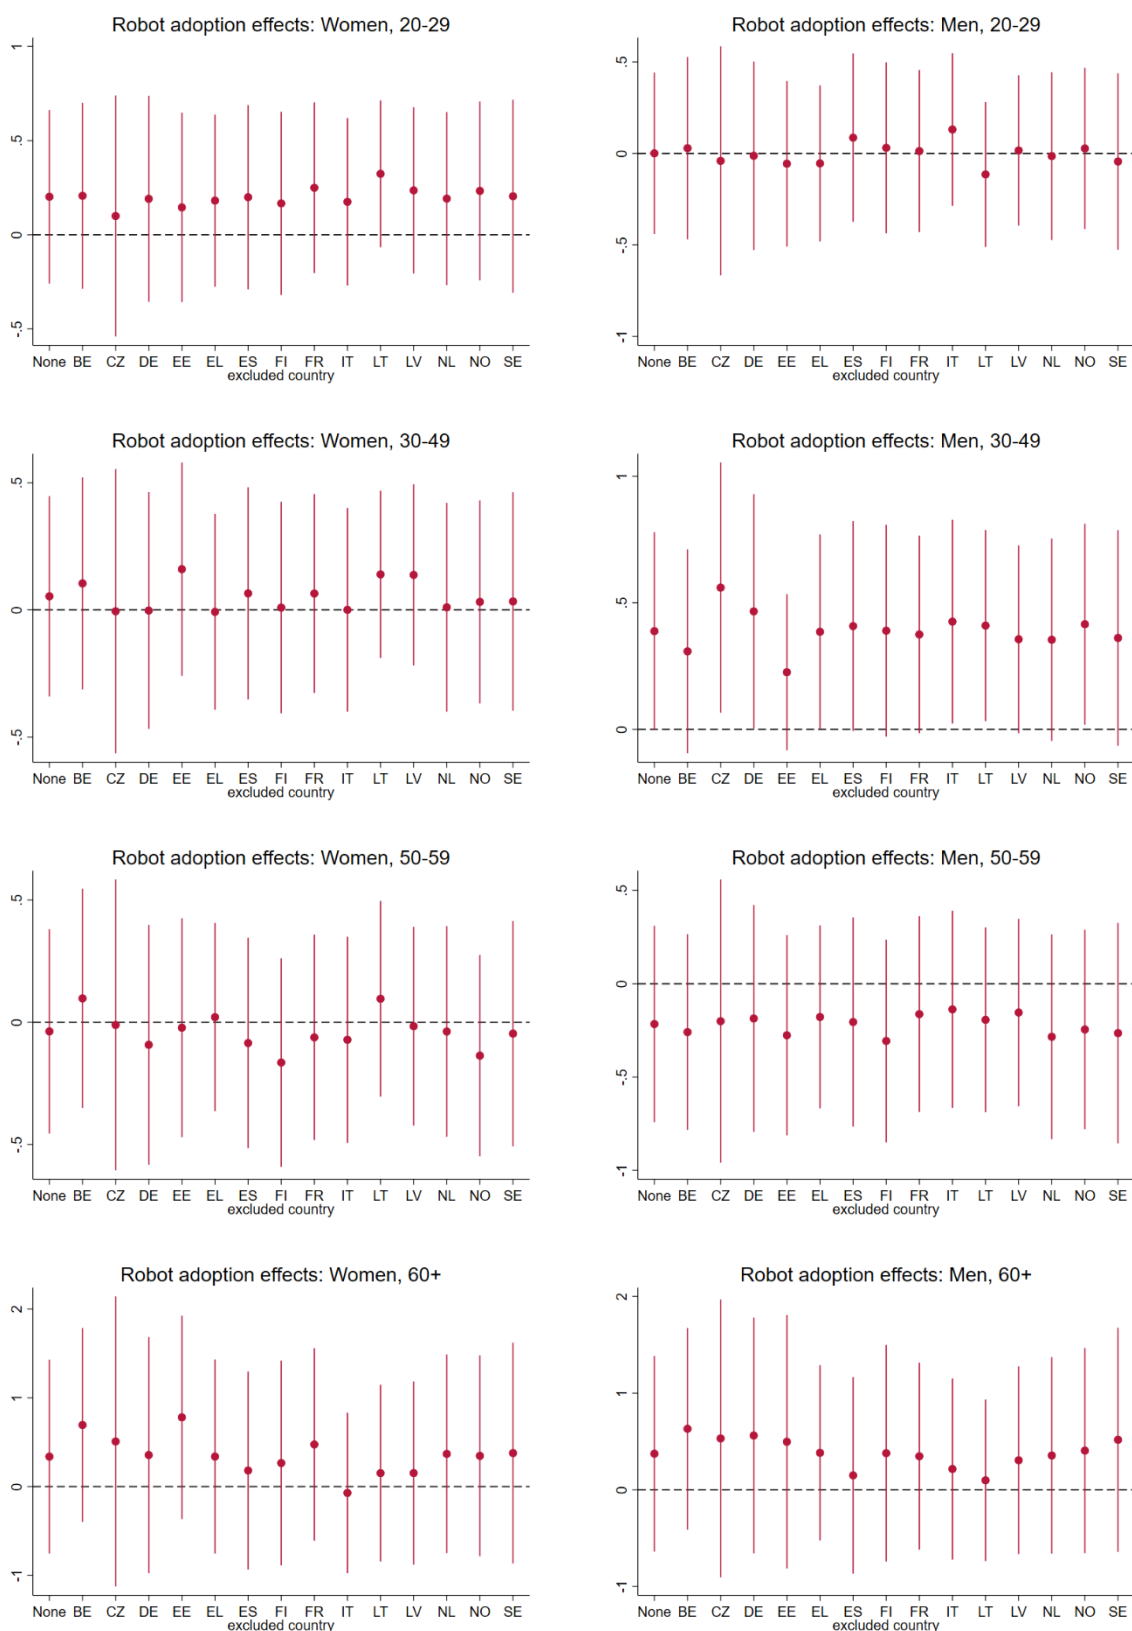 Robot adoption effects: Women, 20-29
1
.5
0
-.5
None BE CZ DE EE EL ES FI FR IT LT LV NL NO SE
excluded country
Robot adoption effects: Men, 20-29
.5
0
-.5
-1
None BE CZ DE EE EL ES FI FR IT LT LV NL NO SE
excluded country
Robot adoption effects: Women, 30-49
.5
0
-.5
None BE CZ DE EE EL ES FI FR IT LT LV NL NO SE
excluded country
Robot adoption effects: Men, 30-49
1
.5
0
None BE CZ DE EE EL ES FI FR IT LT LV NL NO SE
excluded country
Robot adoption effects: Women, 50-59
.5
0
-.5
None BE CZ DE EE EL ES FI FR IT LT LV NL NO SE
excluded country
Robot adoption effects: Men, 50-59
.5
0
-.5
-1
None BE CZ DE EE EL ES FI FR IT LT LV NL NO SE
excluded country
Robot adoption effects: Women, 60+
2
1
0
-1
None BE CZ DE EE EL ES FI FR IT LT LV NL NO SE
excluded country
Robot adoption effects: Men, 60+
2
1
0
-1
None BE CZ DE EE EL ES FI FR IT LT LV NL NO SE
excluded country